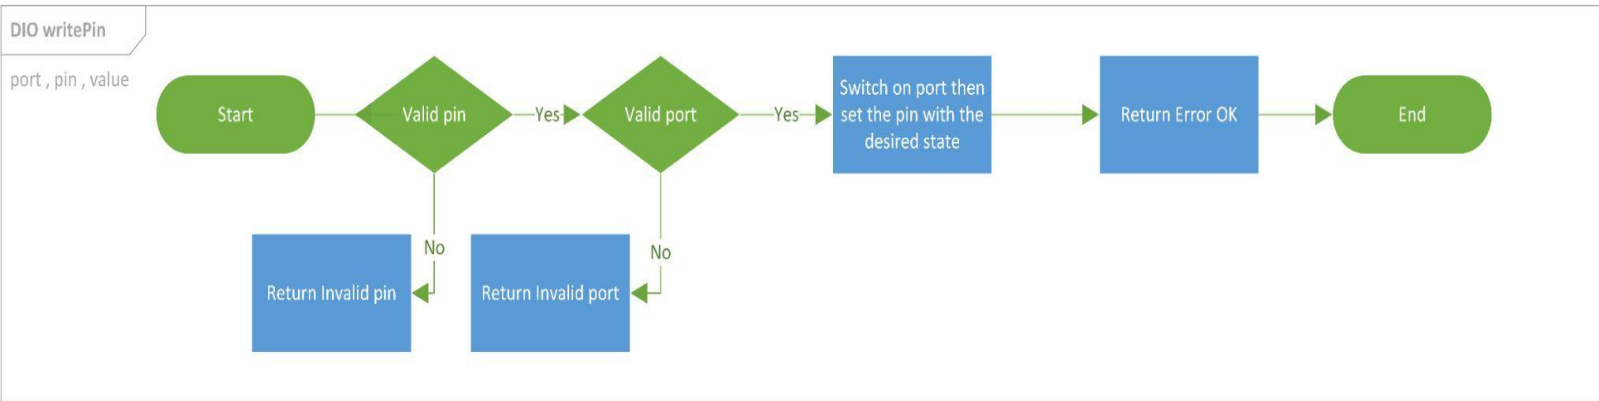 DIO writePin
port , pin , value
Start
Valid pin
Yes
Valid port
Yes
Switch on port then
set the pin with the
desired state
Return Error OK
End
No
No
Return Invalid pin
Return Invalid port